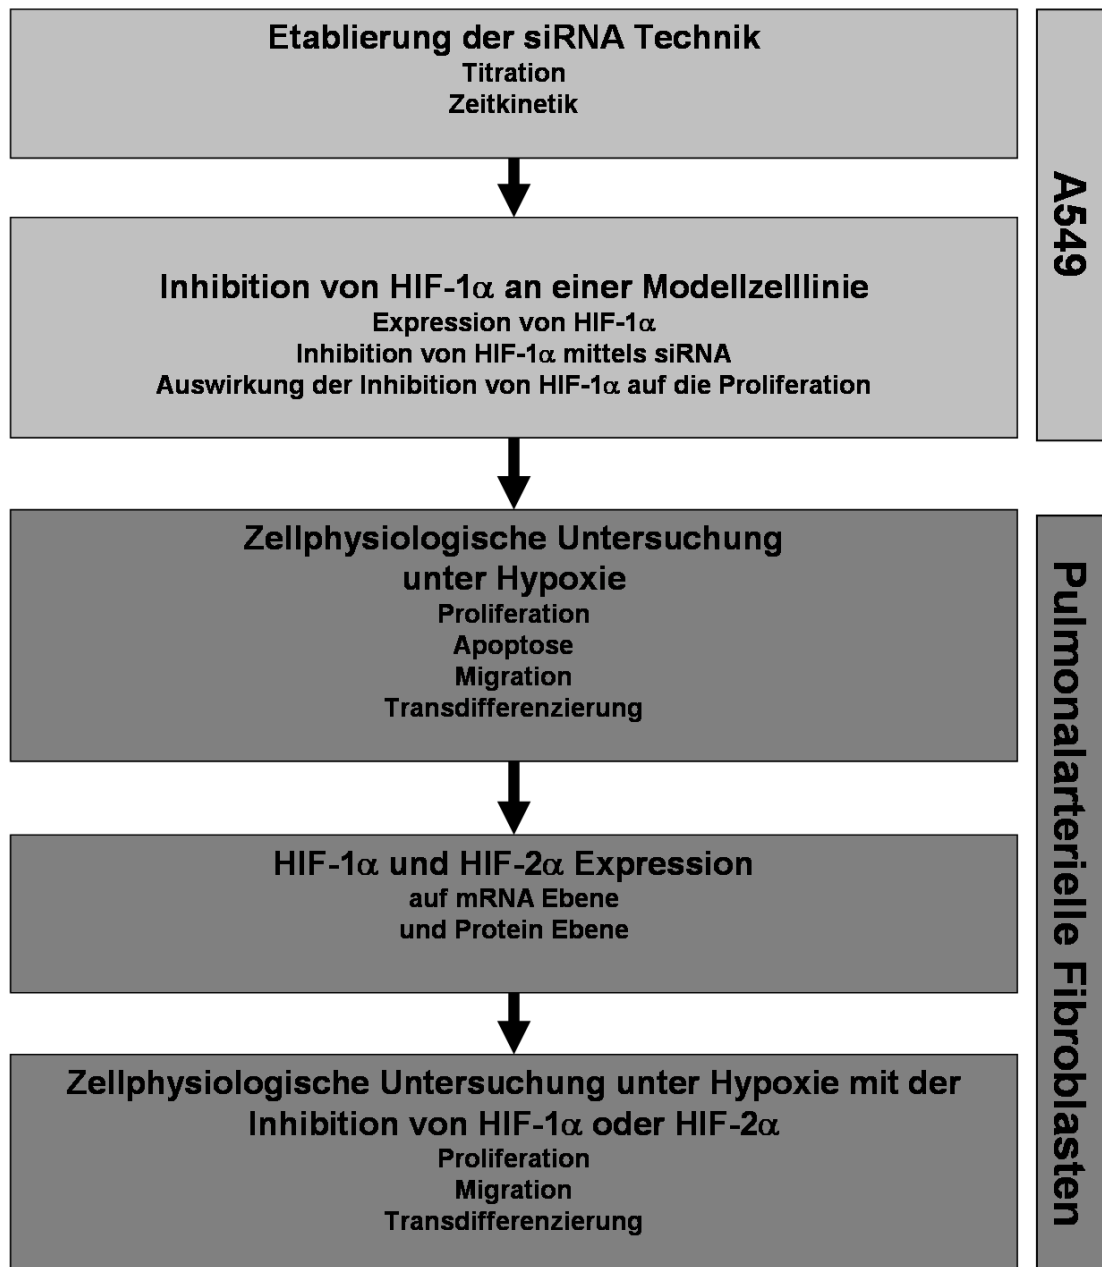 Etablierung der siRNA Technik
Titration
Zeitkinetik
A549
Inhibition von HIF-1α an einer Modellzelllinie
Expression von HIF-1α
Inhibition von HIF-1α mittels siRNA
Auswirkung der Inhibition von HIF-1α auf die Proliferation
Zellphysiologische Untersuchung
unter Hypoxie
Proliferation
Apoptose
Migration
Transdifferenzierung
Pulmonalarterielle Fibroblasten
HIF-1α und HIF-2α Expression
auf mRNA Ebene
und Protein Ebene
Zellphysiologische Untersuchung unter Hypoxie mit der
Inhibition von HIF-1α oder HIF-2α
Proliferation
Migration
Transdifferenzierung